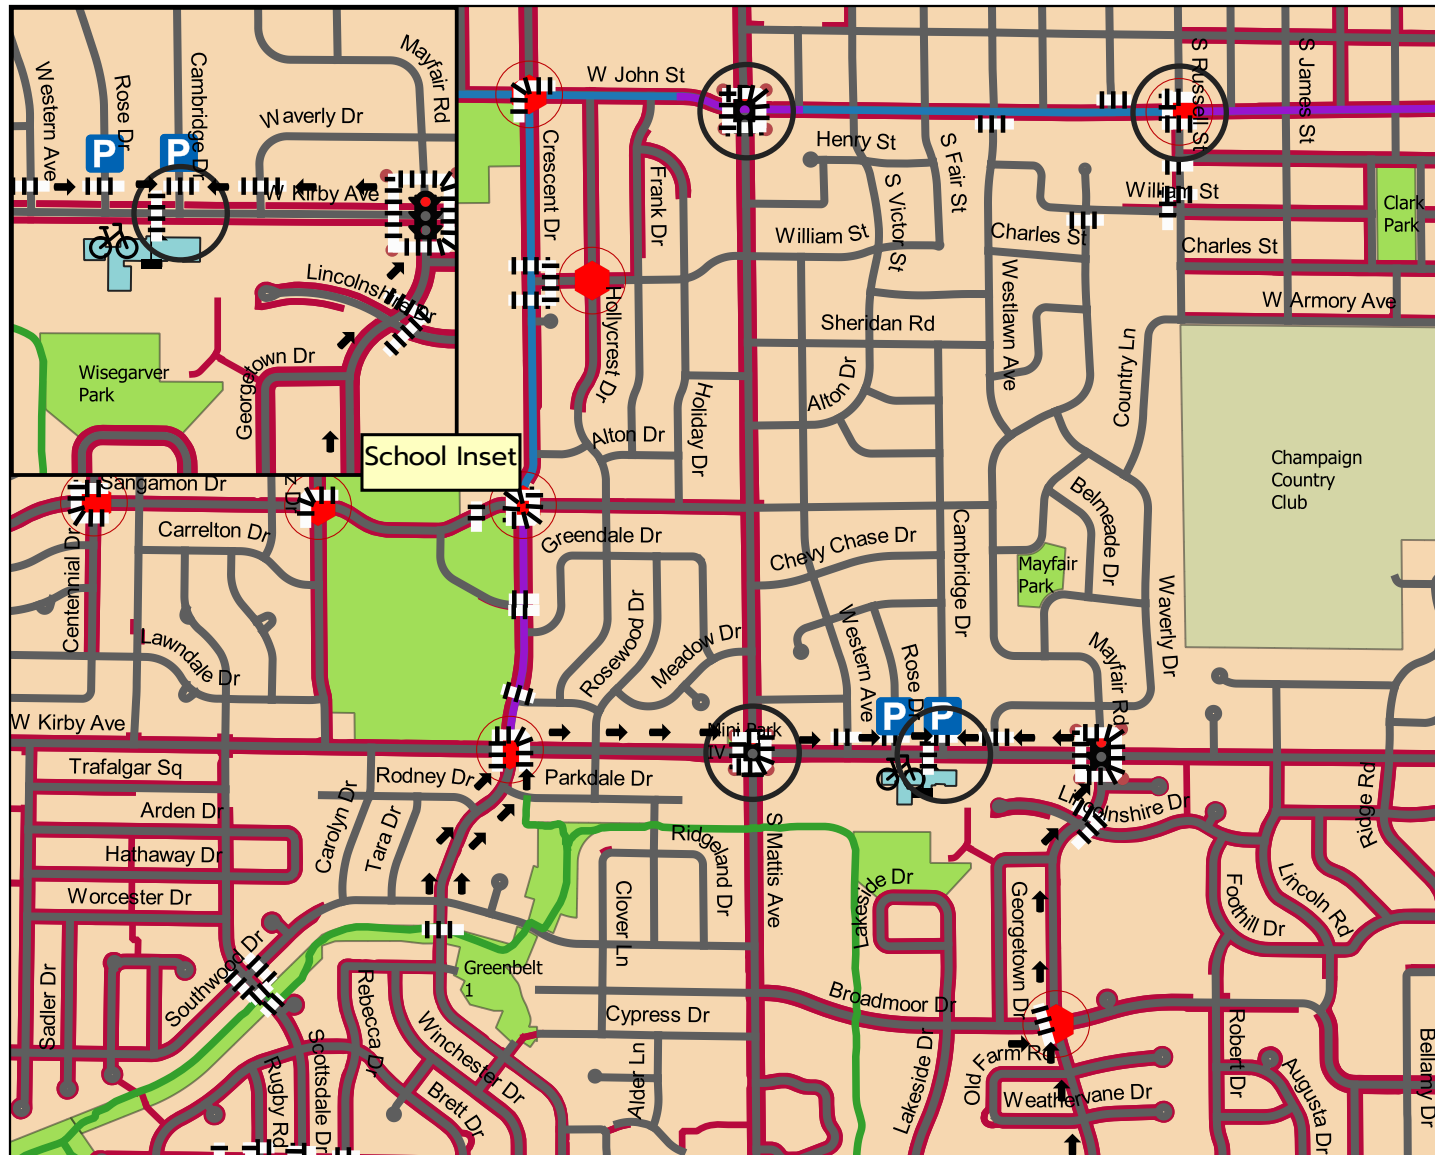 Western Ave
Rose Dr
Cambridge Dr
Mayfair Rd
Waverly Dr
P
P
W Kirby Ave
Lincolnshire Dr
Georgetown Dr
Wisegarver
Park
School Inset
W John St
Crescent Dr
Frank Dr
Hollycrest Dr
Holiday Dr
Alton Dr
Henry St
S Victor St
S Fair St
William St
Sheridan Rd
Alton Dr
Westlawn Ave
Charles St
William St
S Russell St
S James St
Clark
Park
Charles St
W Armory Ave
Country Ln
Champaign
Country
Club
Sangamon Dr
z Dr
Carrelton Dr
Centennial Dr
Lawndale Dr
W Kirby Ave
Greendale Dr
Rosewood Dr
Meadow Dr
Chevy Chase Dr
Cambridge Dr
Belmeade Dr
Mayfair
Park
Waverly Dr
Mayfair Rd
Western Ave
Rose Dr
P
P
Mini Park
IV
Trafalgar Sq
Arden Dr
Hathaway Dr
Worcester Dr
Rodney Dr
Parkdale Dr
Carolyn Dr
Tara Dr
Ridgeland Dr
S Mattis Ave
Clover Ln
Lakeside Dr
Lincolnshire Dr
Ridge Rd
Georgetown Dr
Foothill Dr
Lincoln Rd
Southwood Dr
Sadler Dr
Greenbelt
1
Rebecca Dr
Winchester Dr
Cypress Dr
Broadmoor Dr
Scottsdale Dr
Rugby Rd
Brett Dr
Alder Ln
Lakeside Dr
Old Farm Rd
Weathervane Dr
Robert Dr
Augusta Dr
Bellamy Dr